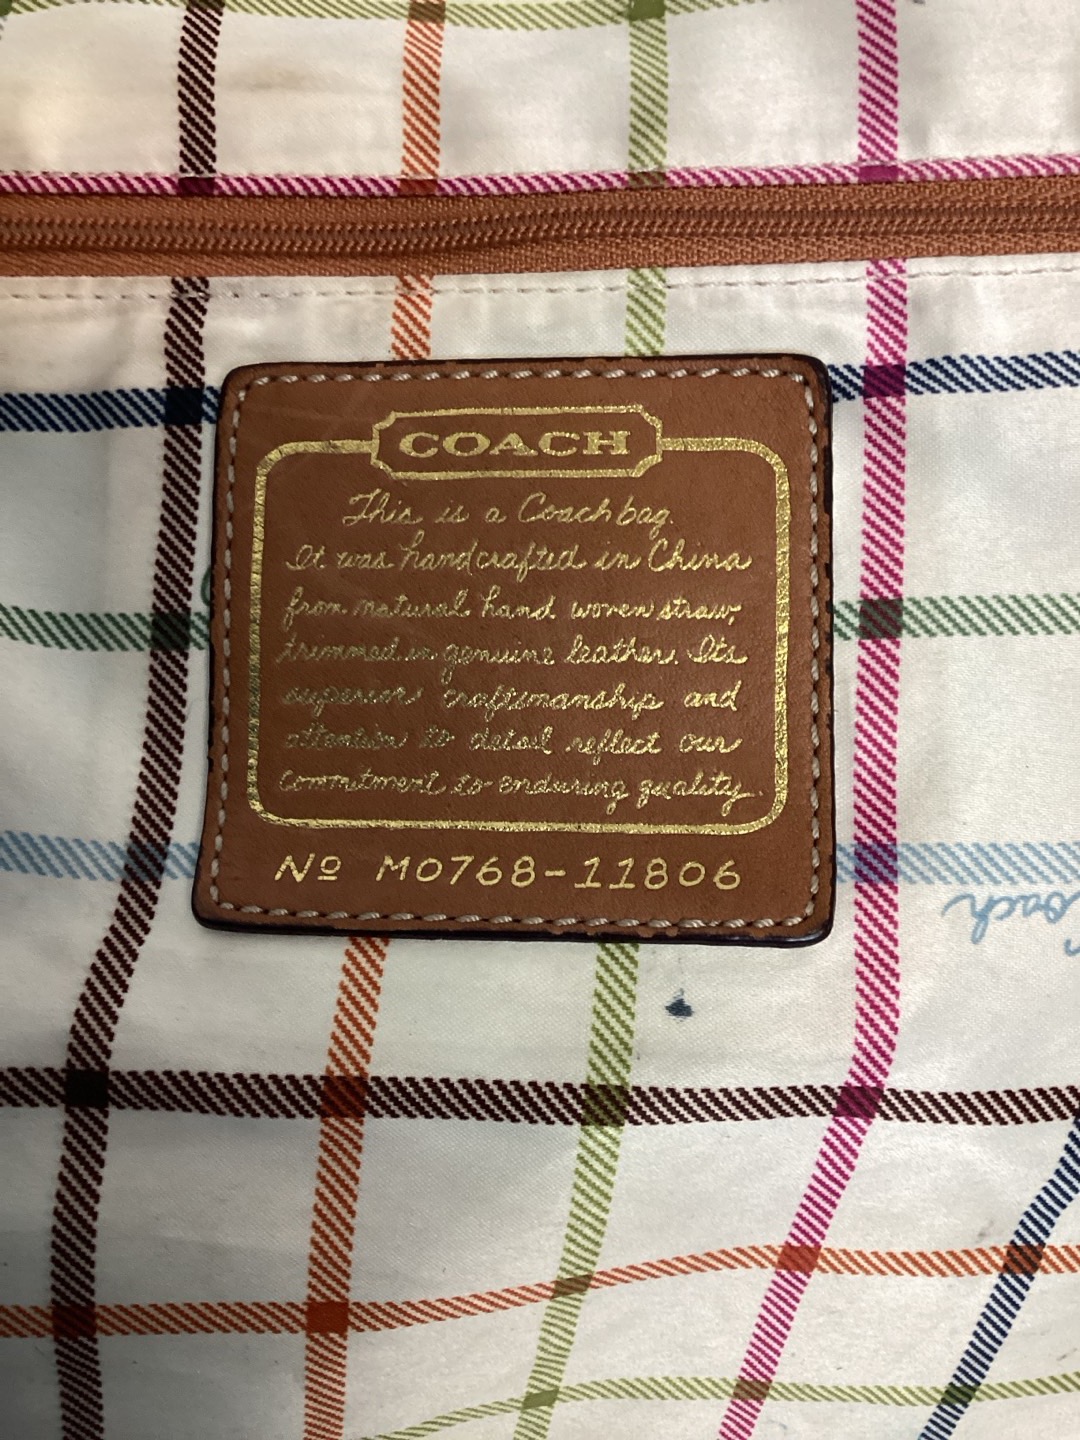 COACH
This is a Coach bag.
It was handcrafted in China
from natural hand woven straw,
trimmed in genuine leather. Its
superior craftsmanship and
attention to detail reflect our
commitment to enduring quality.
Nº M0768-11806
Coach